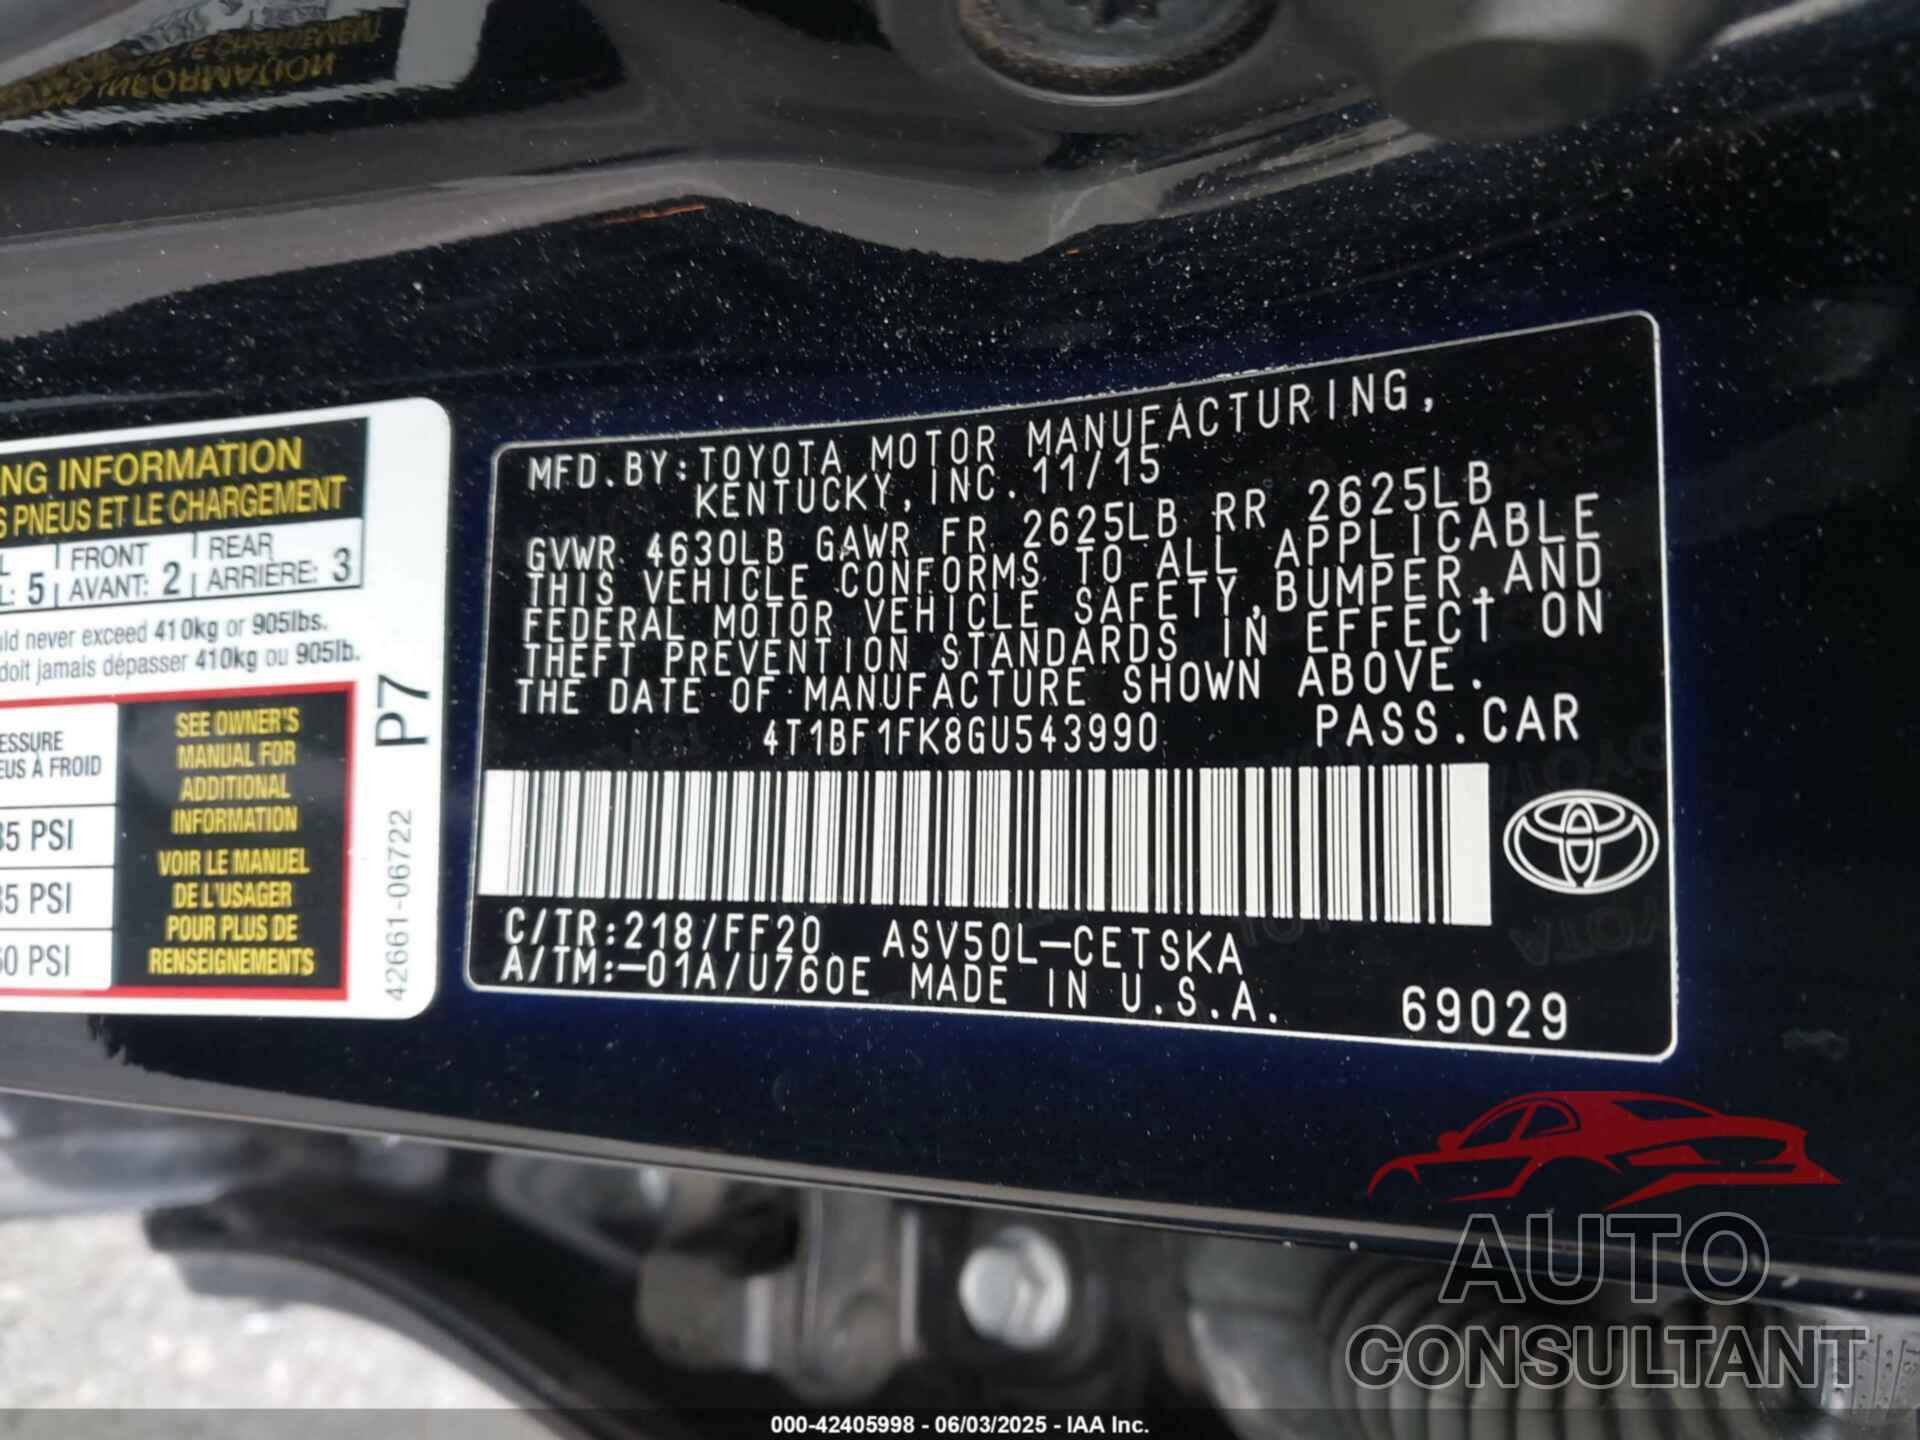 NG INFORMATION
S PNEUS ET LE CHARGEMENT
FRONT
REAR
5
AVANT: 2
ARRIÈRE: 3
never exceed 410kg or 905lbs.
doit jamais dépasser 410kg ou 905lb.
À FROID
PSI
PSI
PSI
SEE OWNER'S
MANUAL FOR
ADDITIONAL
INFORMATION
VOIR LE MANUEL
DE L'USAGER
POUR PLUS DE
RENSEIGNEMENTS
P7
42661-06722
MFD.BY:TOYOTA MOTOR MANUFACTURING,
KENTUCKY,INC.11/15
GVWR 4630LB GAWR FR 2625LB RR 2625LB
THIS VEHICLE CONFORMS TO ALL APPLICABLE
FEDERAL MOTOR VEHICLE SAFETY,BUMPER,AND
THEFT PREVENTION STANDARDS IN EFFECT ON
THE DATE OF MANUFACTURE SHOWN ABOVE.
4T1BF1FK8GU543990 PASS.CAR
C/TR:218/FF20 ASV50L-CETSKA
A/TM:-01A/U760E MADE IN U.S.A.
69029
AUTO
CONSULTANT
000-42405998 - 06/03/2025 - IAA Inc.